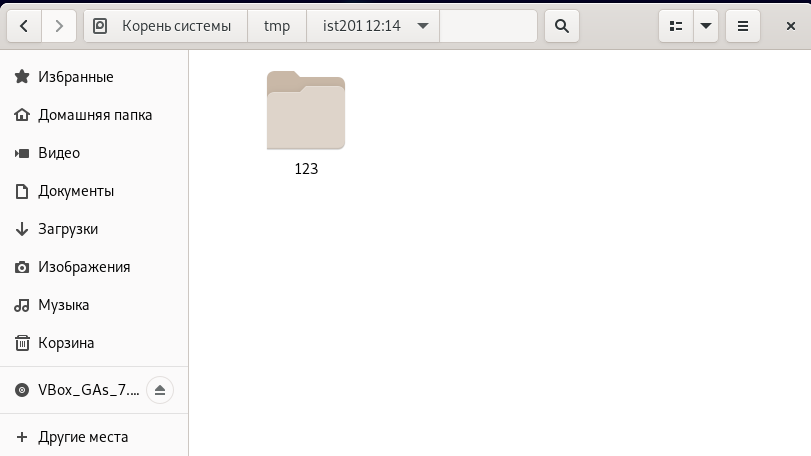 Корень системы tmp ist201 12:14
Избранные
Домашняя папка
Видео
Документы
Загрузки
Изображения
Музыка
Корзина
VBox_GAs_7....
Другие места
123